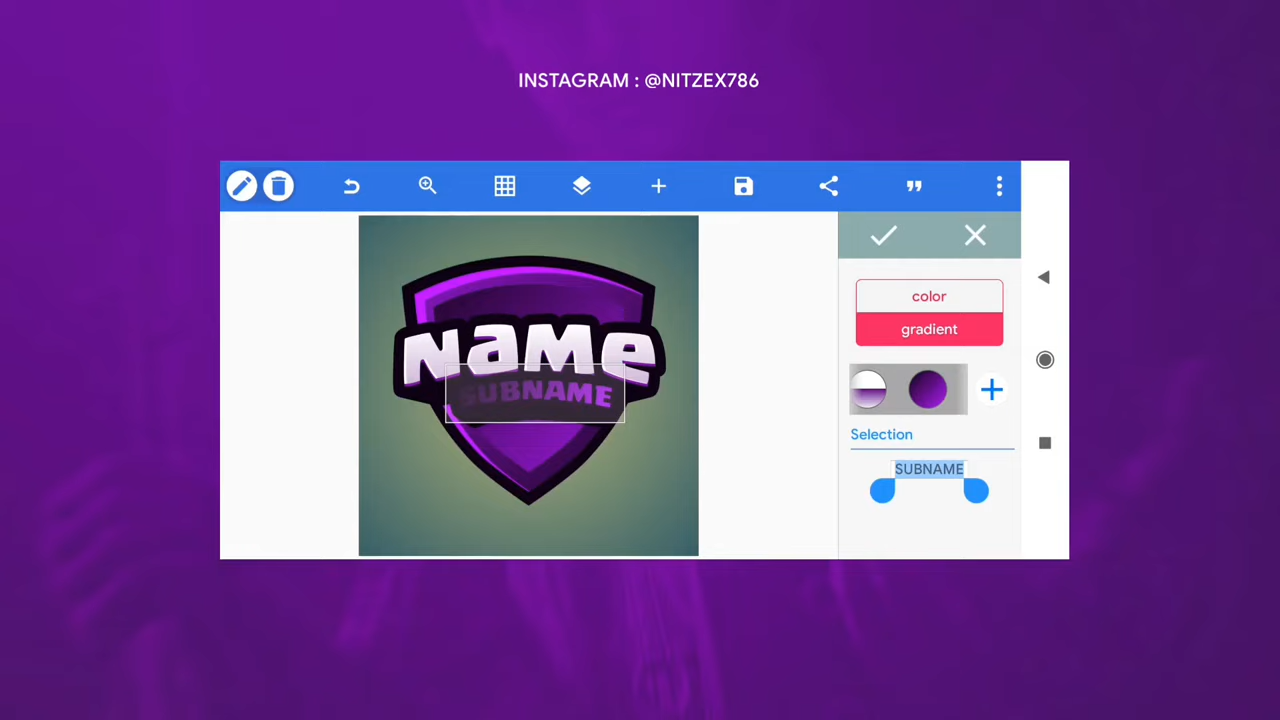 INSTAGRAM : @NITZEX786
color
gradient
Name
SUBNAME
Selection
SUBNAME